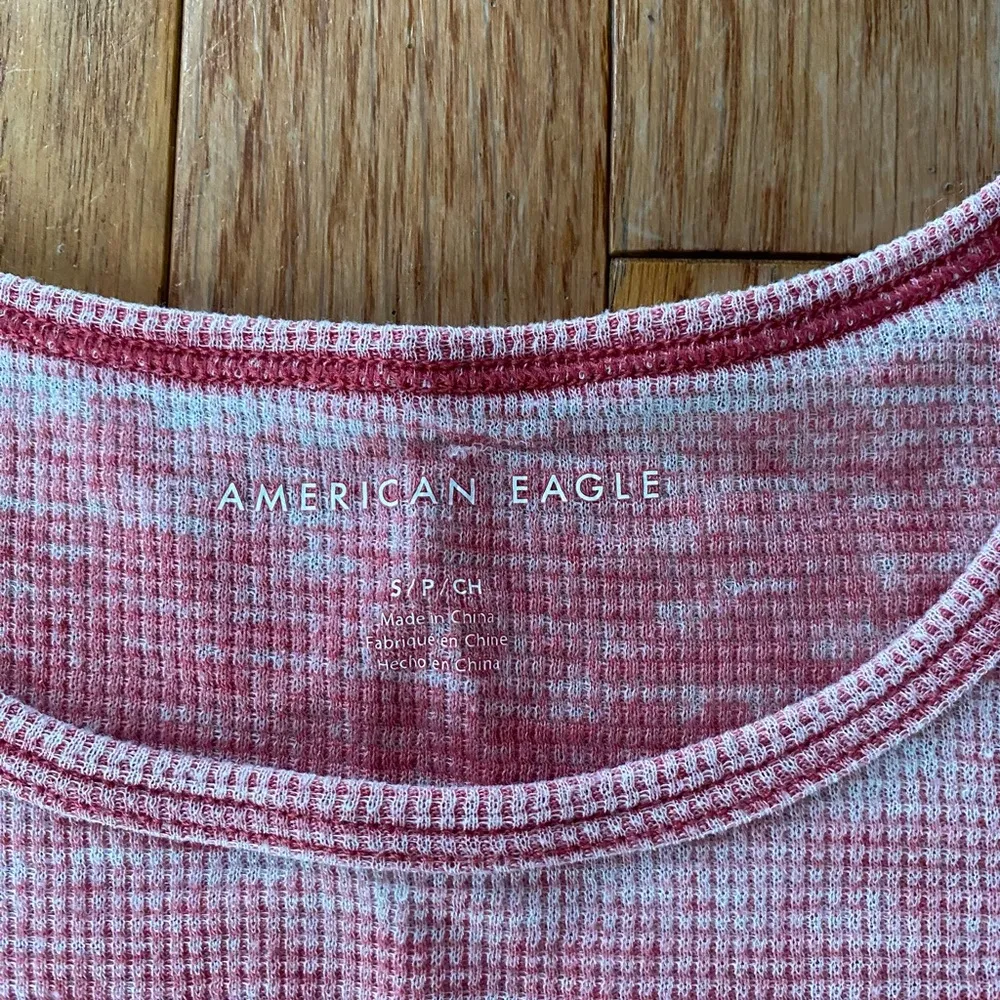 AMERICAN EAGLE
S/P/CH
Made in China
Fabriqué en Chine
Hecho en China